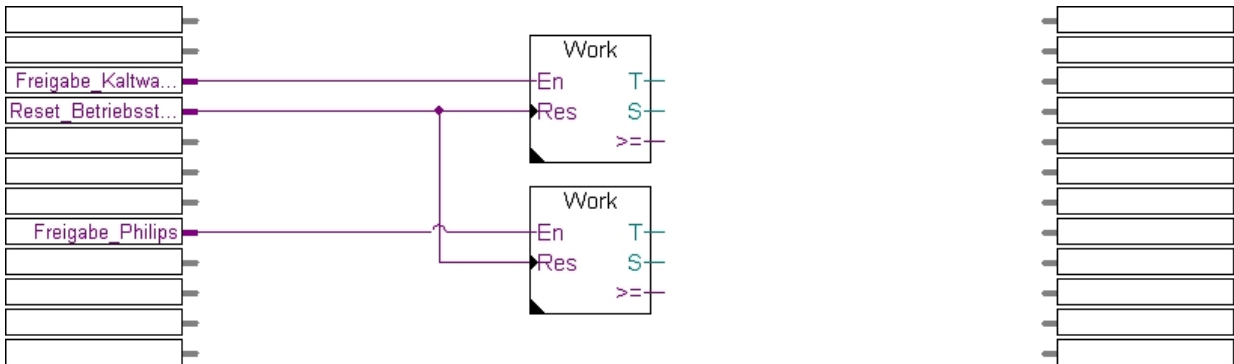 Work
Freigabe_Kaltwa...
En
T
Reset_Betriebsst...
Res
S
>=
Work
Freigabe_Philips
En
T
Res
S
>=